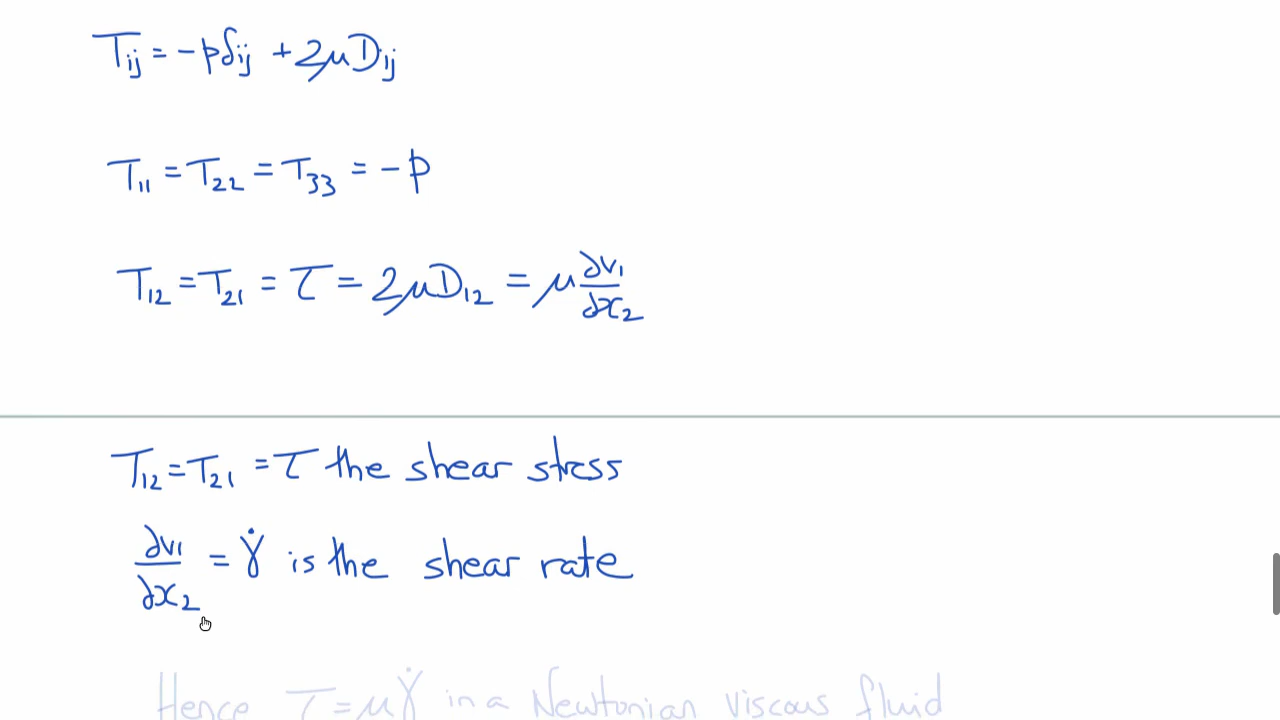 Tij = -pδij + 2μDij
T11 = T22 = T33 = -p
T12 = T21 = τ = 2μD12 = μ ∂v1/∂x2
T12 = T21 = τ the shear stress
∂v1/∂x2 = γ̇ is the shear rate
Hence τ = μγ̇ in a Newtonian viscous fluid